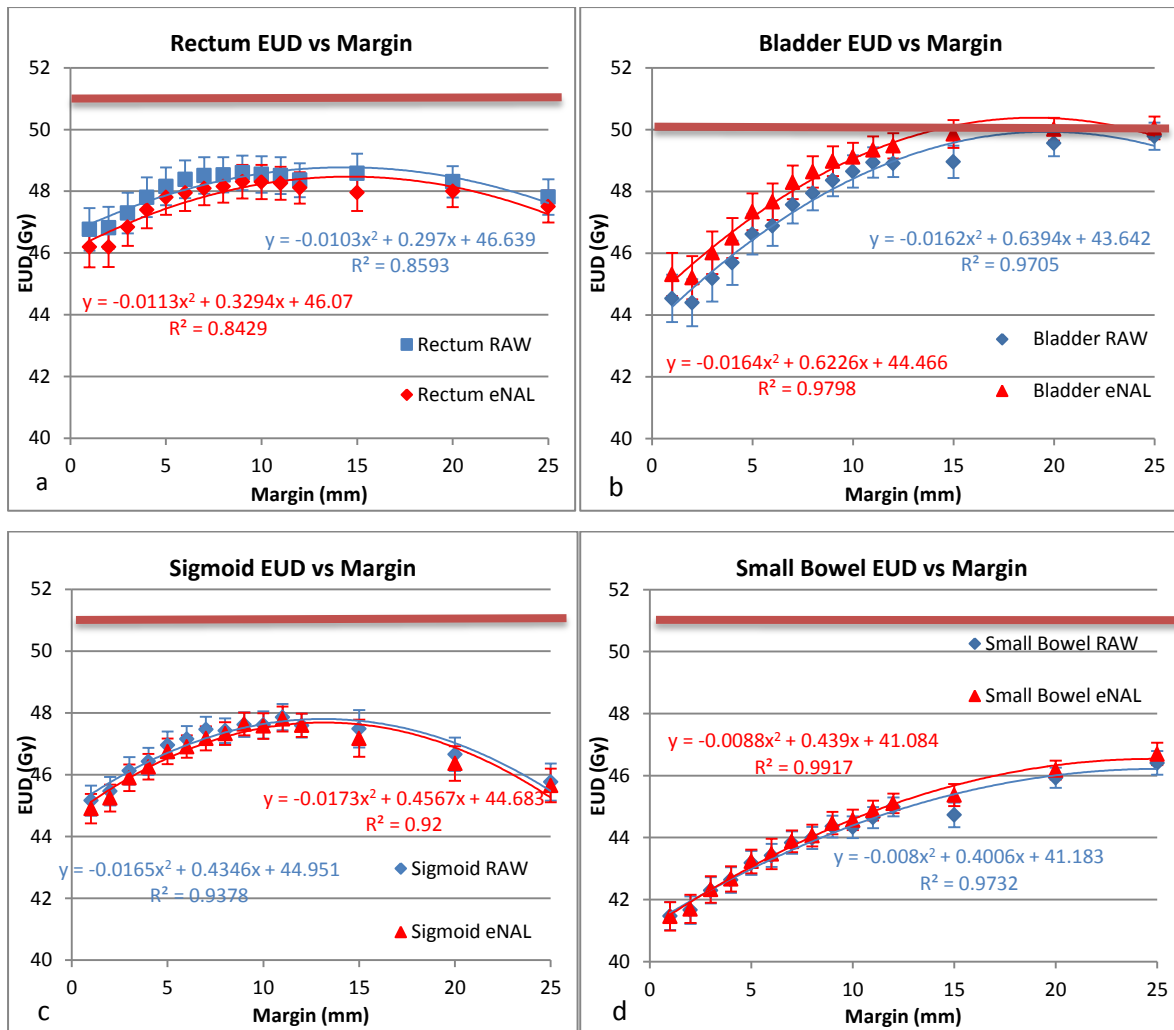 Rectum EUD vs Margin
52
50
48
46
44
42
40
EUD (Gy)
y = -0.0103x² + 0.297x + 46.639
R² = 0.8593
y = -0.0113x² + 0.3294x + 46.07
R² = 0.8429
Rectum RAW
Rectum eNAL
0 5 10 15 20 25
Margin (mm)
a
Bladder EUD vs Margin
52
50
48
46
44
42
40
EUD (Gy)
y = -0.0162x² + 0.6394x + 43.642
R² = 0.9705
Bladder RAW
y = -0.0164x² + 0.6226x + 44.466
R² = 0.9798
Bladder eNAL
0 5 10 15 20 25
Margin (mm)
b
Sigmoid EUD vs Margin
52
50
48
46
44
42
40
EUD (Gy)
y = -0.0173x² + 0.4567x + 44.683
R² = 0.92
y = -0.0165x² + 0.4346x + 44.951
R² = 0.9378
Sigmoid RAW
Sigmoid eNAL
0 5 10 15 20 25
Margin (mm)
c
Small Bowel EUD vs Margin
52
50
48
46
44
42
40
EUD (Gy)
Small Bowel RAW
Small Bowel eNAL
y = -0.0088x² + 0.439x + 41.084
R² = 0.9917
y = -0.008x² + 0.4006x + 41.183
R² = 0.9732
0 5 10 15 20 25
Margin (mm)
d